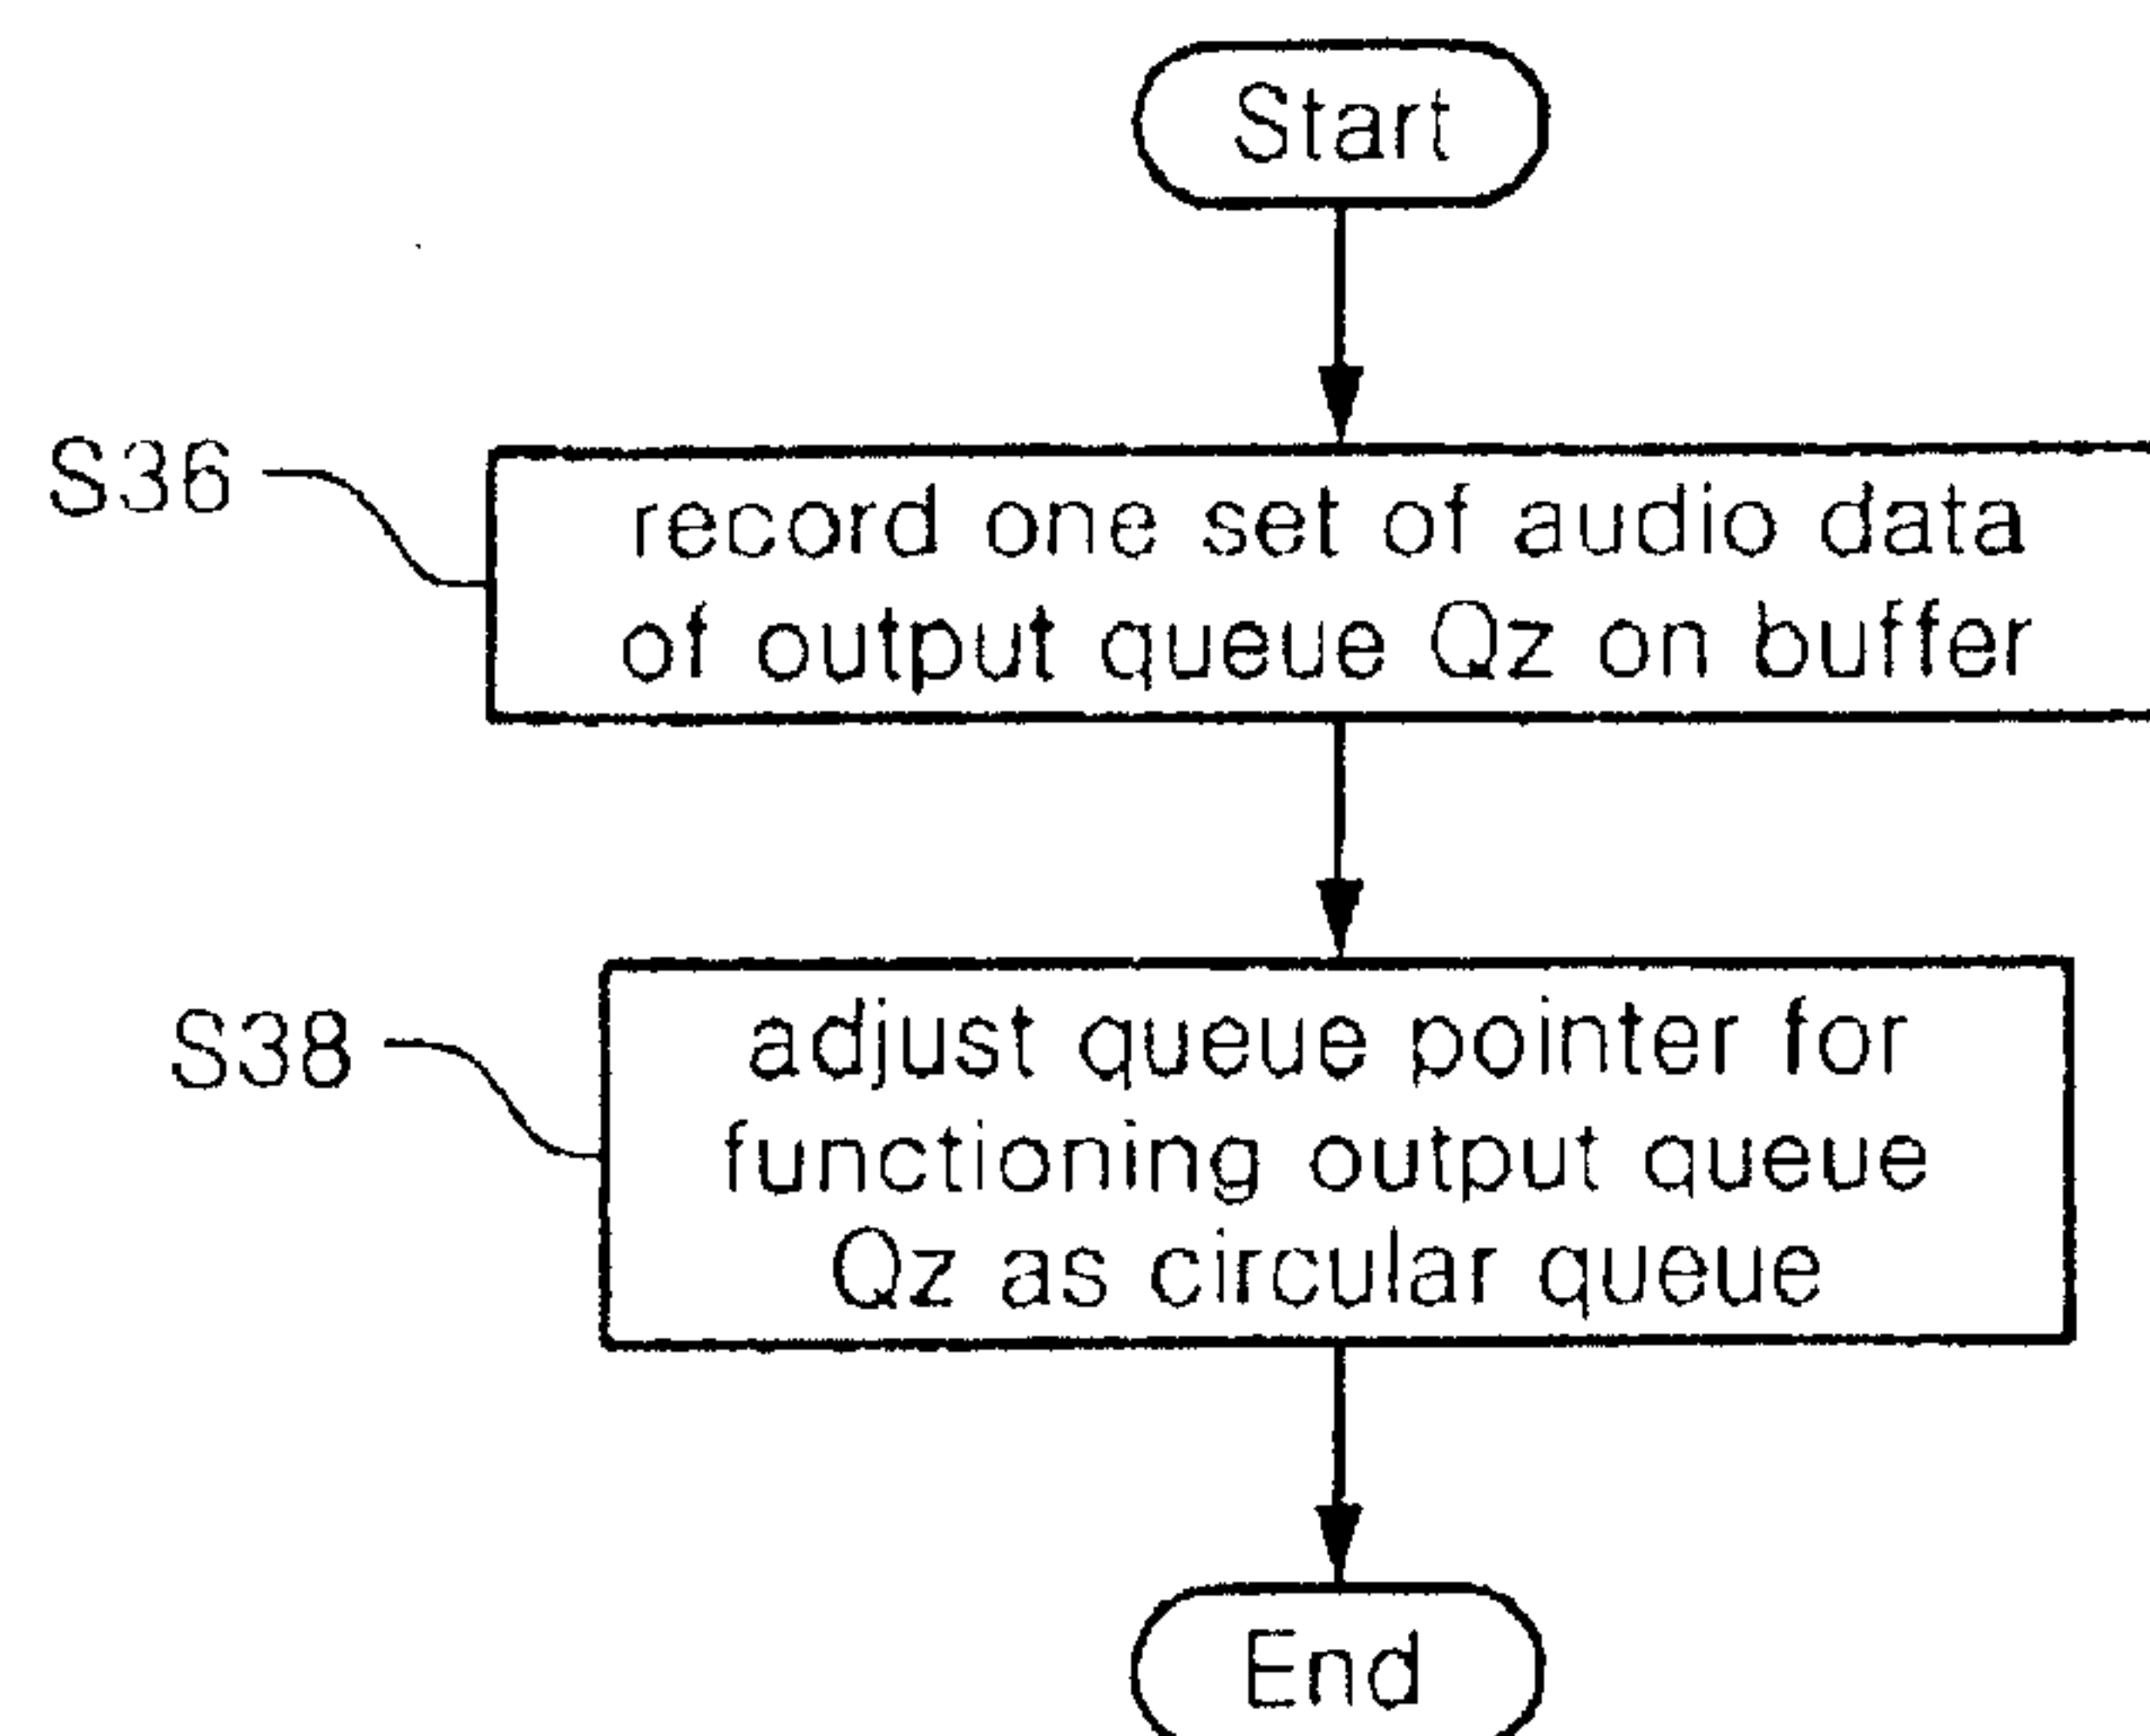 Start
S36
record one set of audio data
of output queue Qz on buffer
S38
adjust queue pointer for
functioning output queue
Qz as circular queue
End